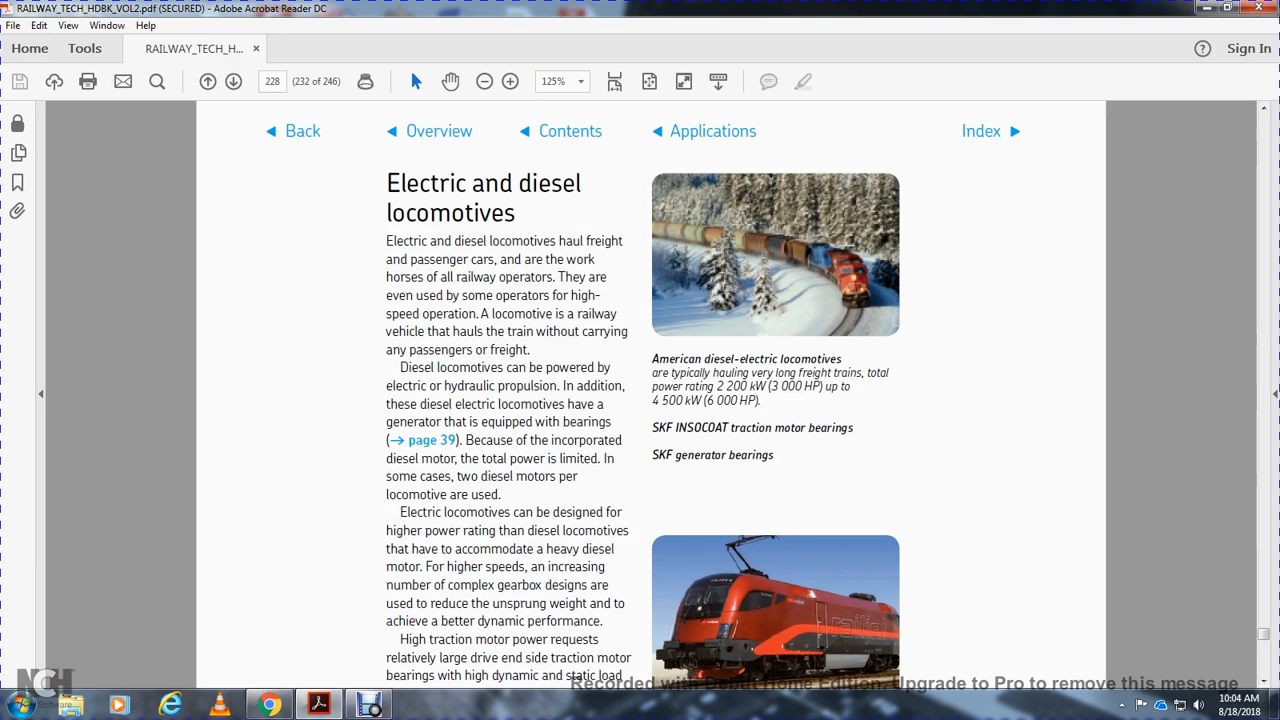 RAILWAY_TECH_HDBK_VOL2.pdf (SECURED) - Adobe Acrobat Reader DC
File Edit View Window Help
Home Tools RAILWAY_TECH_H... × Sign In
228 (232 of 246) 125%
Back Overview Contents Applications Index
Electric and diesel
locomotives
Electric and diesel locomotives haul freight
and passenger cars, and are the work
horses of all railway operators. They are
even used by some operators for high-
speed operation. A locomotive is a railway
vehicle that hauls the train without carrying
any passengers or freight.
Diesel locomotives can be powered by
electric or hydraulic propulsion. In addition,
these diesel electric locomotives have a
generator that is equipped with bearings
(→ page 39). Because of the incorporated
diesel motor, the total power is limited. In
some cases, two diesel motors per
locomotive are used.
Electric locomotives can be designed for
higher power rating than diesel locomotives
that have to accommodate a heavy diesel
motor. For higher speeds, an increasing
number of complex gearbox designs are
used to reduce the unsprung weight and to
achieve a better dynamic performance.
High traction motor power requests
relatively large drive end side traction motor
bearings with high dynamic and static load
American diesel-electric locomotives
are typically hauling very long freight trains, total
power rating 2 200 kW (3 000 HP) up to
4 500 kW (6 000 HP).
SKF INSOCOAT traction motor bearings
SKF generator bearings
railjet
Recorded with Debut Home Edition. Upgrade to Pro to remove this message
NCH
Software
10:04 AM
8/18/2018